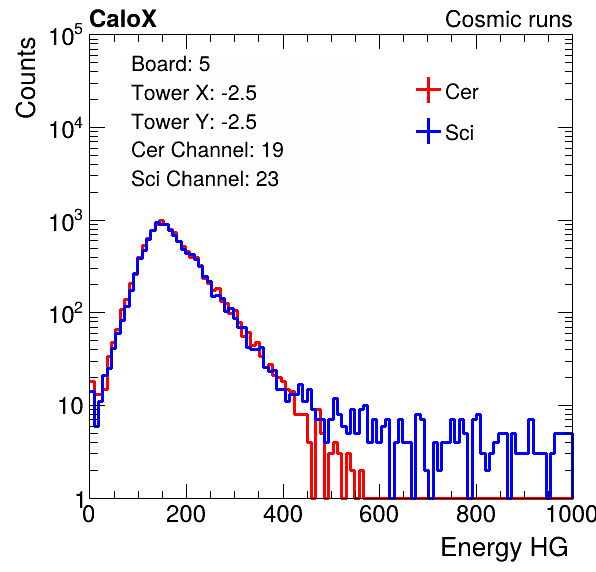 CaloX Cosmic runs
Counts
10^5
10^4
10^3
10^2
10
1
Board: 5
Tower X: -2.5
Tower Y: -2.5
Cer Channel: 19
Sci Channel: 23
Cer
Sci
0 200 400 600 800 1000
Energy HG